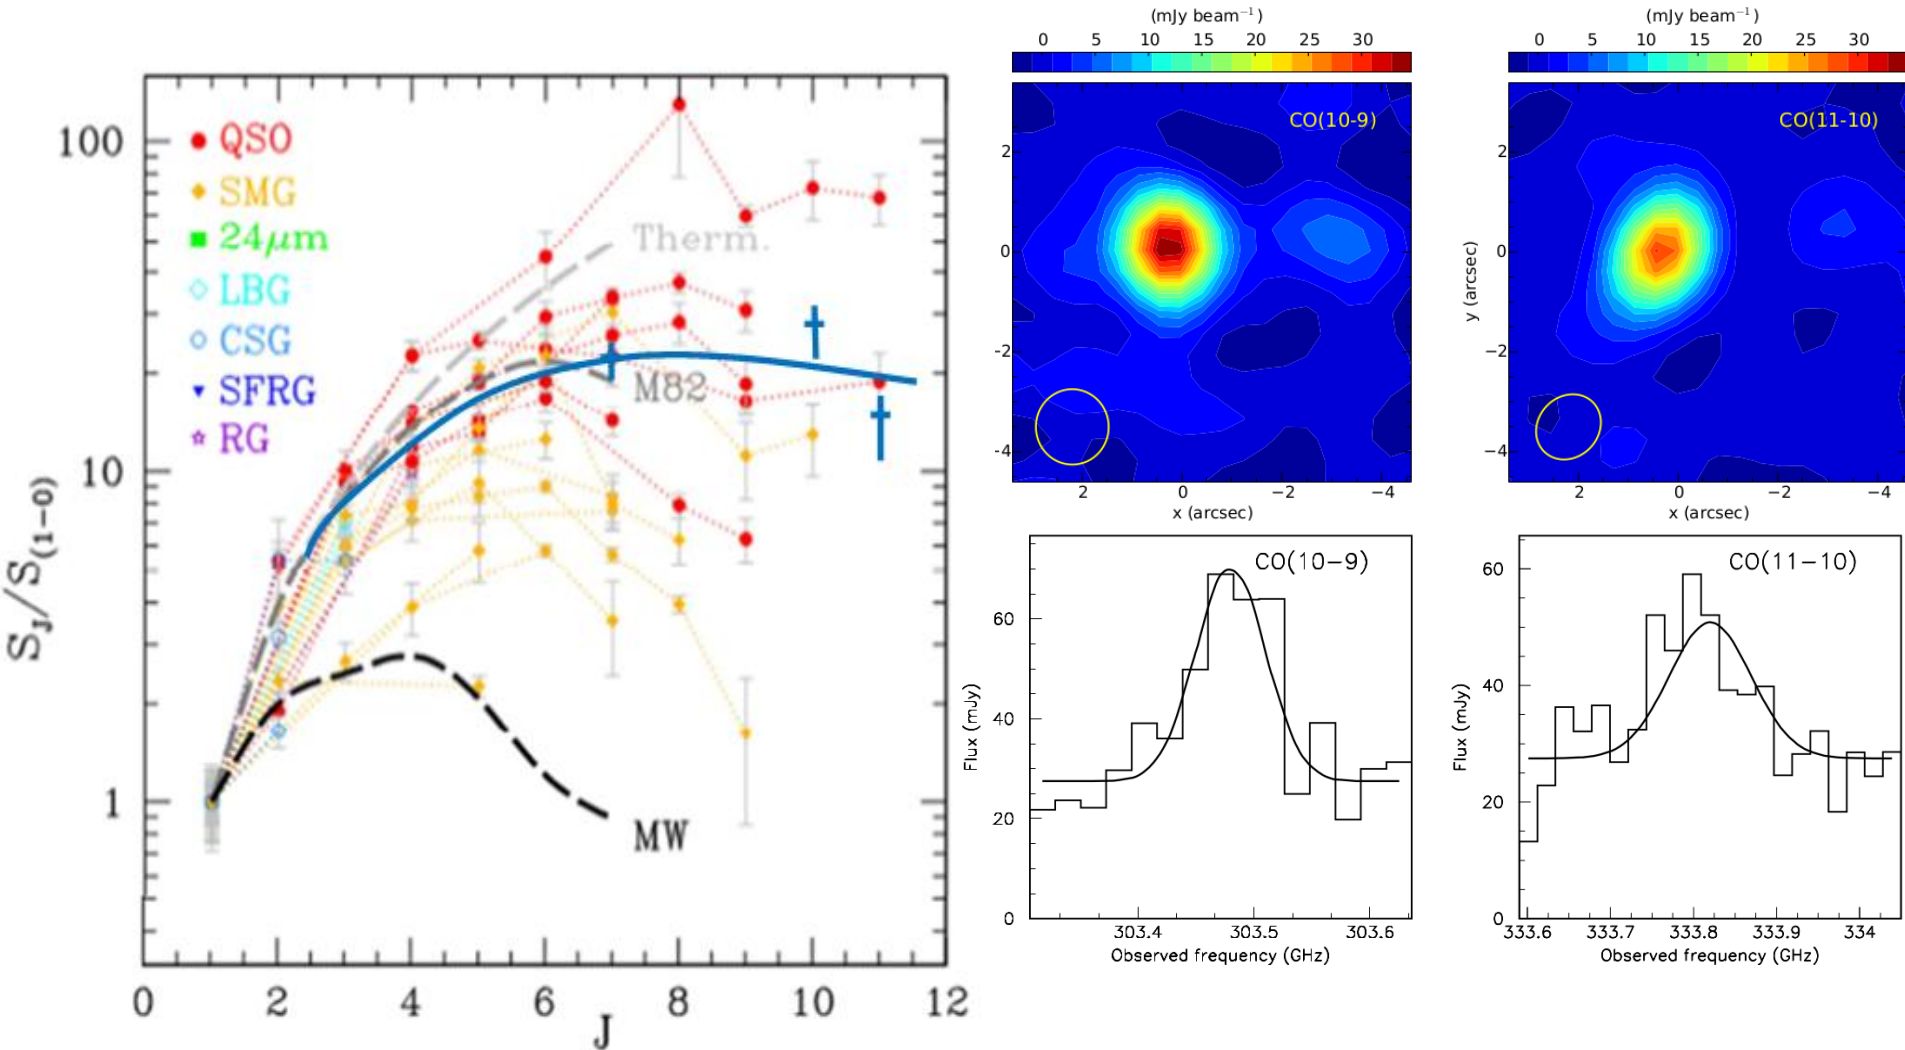 100
10
1
S_J/S_(1−0)
QSO
SMG
24μm
LBG
CSG
SFRG
RG
Therm.
M82
MW
0 2 4 6 8 10 12
J
(mJy beam⁻¹)
0 5 10 15 20 25 30
CO(10-9)
2
0
-2
-4
2 0 −2 −4
x (arcsec)
(mJy beam⁻¹)
0 5 10 15 20 25 30
CO(11-10)
y (arcsec)
2
0
−2
−4
2 0 −2 −4
x (arcsec)
CO(10−9)
Flux (mJy)
60
40
20
0
303.4 303.5 303.6
Observed frequency (GHz)
CO(11−10)
Flux (mJy)
60
40
20
0
333.6 333.7 333.8 333.9 334
Observed frequency (GHz)